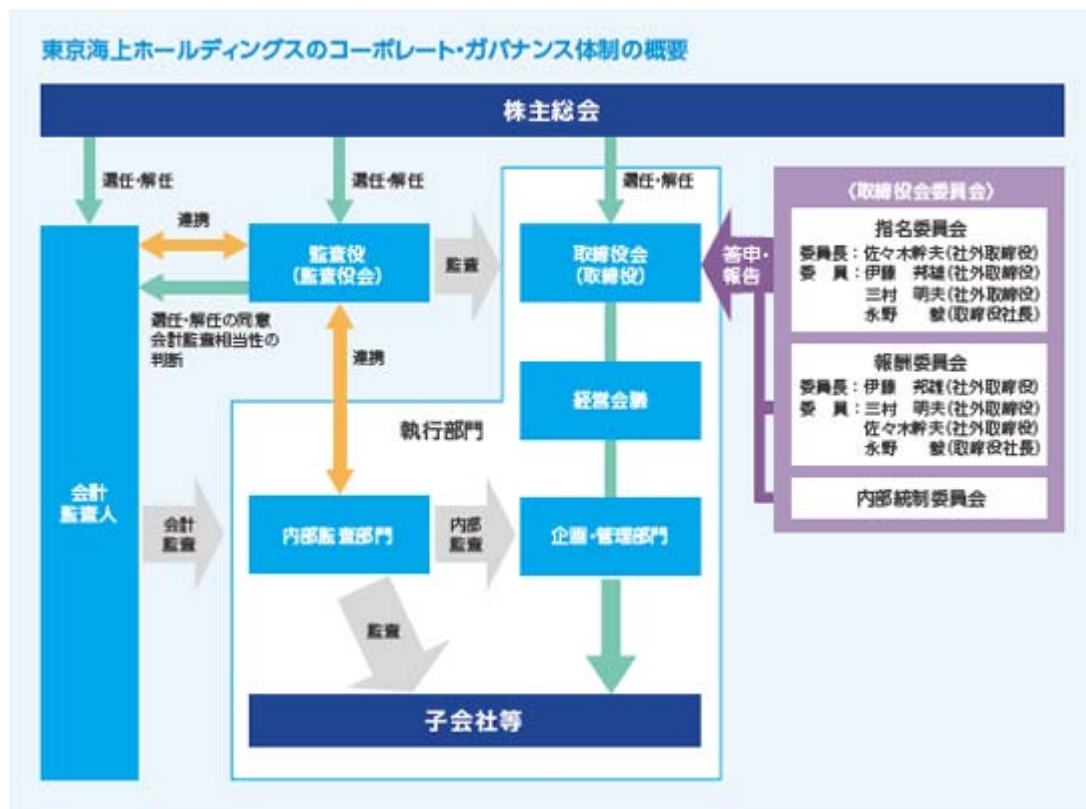 東京海上ホールディングスのコーポレート・ガバナンス体制の概要
株主総会
選任・解任
選任・解任
選任・解任
連携
監査役
(監査役会)
監査
取締役会
(取締役)
答申・
報告
選任・解任の同意
会計監査相当性の
判断
連携
〈取締役会委員会〉
指名委員会
委員長：佐々木幹夫(社外取締役)
委　員：伊藤　邦雄(社外取締役)
三村　明夫(社外取締役)
永野　毅(取締役社長)
報酬委員会
委員長：伊藤　邦雄(社外取締役)
委　員：三村　明夫(社外取締役)
佐々木幹夫(社外取締役)
永野　毅(取締役社長)
内部統制委員会
経営会議
執行部門
会計
監査人
会計
監査
内部監査部門
内部
監査
企画・管理部門
監査
子会社等